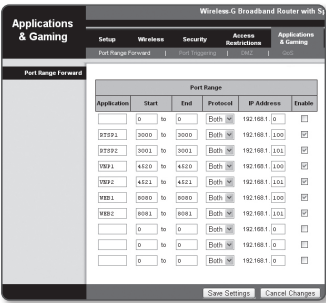 Wireless-G Broadband Router with
Applications & Gaming
Setup Wireless Security Access Restrictions Applications & Gaming
Port Range Forward | Port Triggering | DMZ | QoS
Port Range Forward
Port Range
Application Start End Protocol IP Address Enable
0 to 0 Both 192.168.1. 0
RTSP1 3000 to 3000 Both 192.168.1. 100
RTSP2 3001 to 3001 Both 192.168.1. 101
VNP1 4520 to 4520 Both 192.168.1. 100
VNP2 4521 to 4521 Both 192.168.1. 101
WEB1 8080 to 8080 Both 192.168.1. 100
WEB2 8081 to 8081 Both 192.168.1. 101
0 to 0 Both 192.168.1. 0
0 to 0 Both 192.168.1. 0
0 to 0 Both 192.168.1. 0
Save Settings Cancel Changes